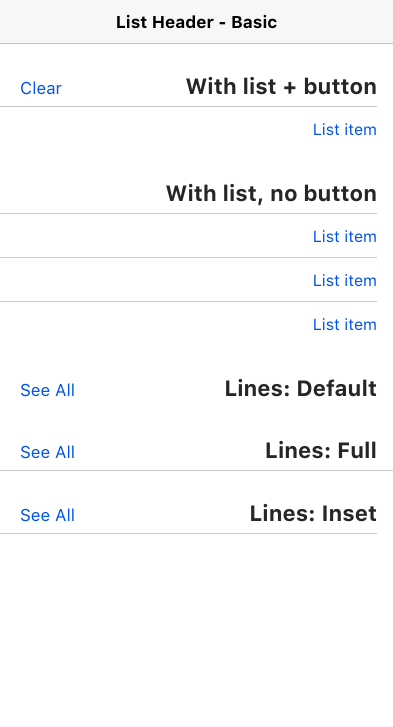 List Header - Basic
With list + button
Clear
List item
With list, no button
List item
List item
List item
Lines: Default
See All
Lines: Full
See All
Lines: Inset
See All